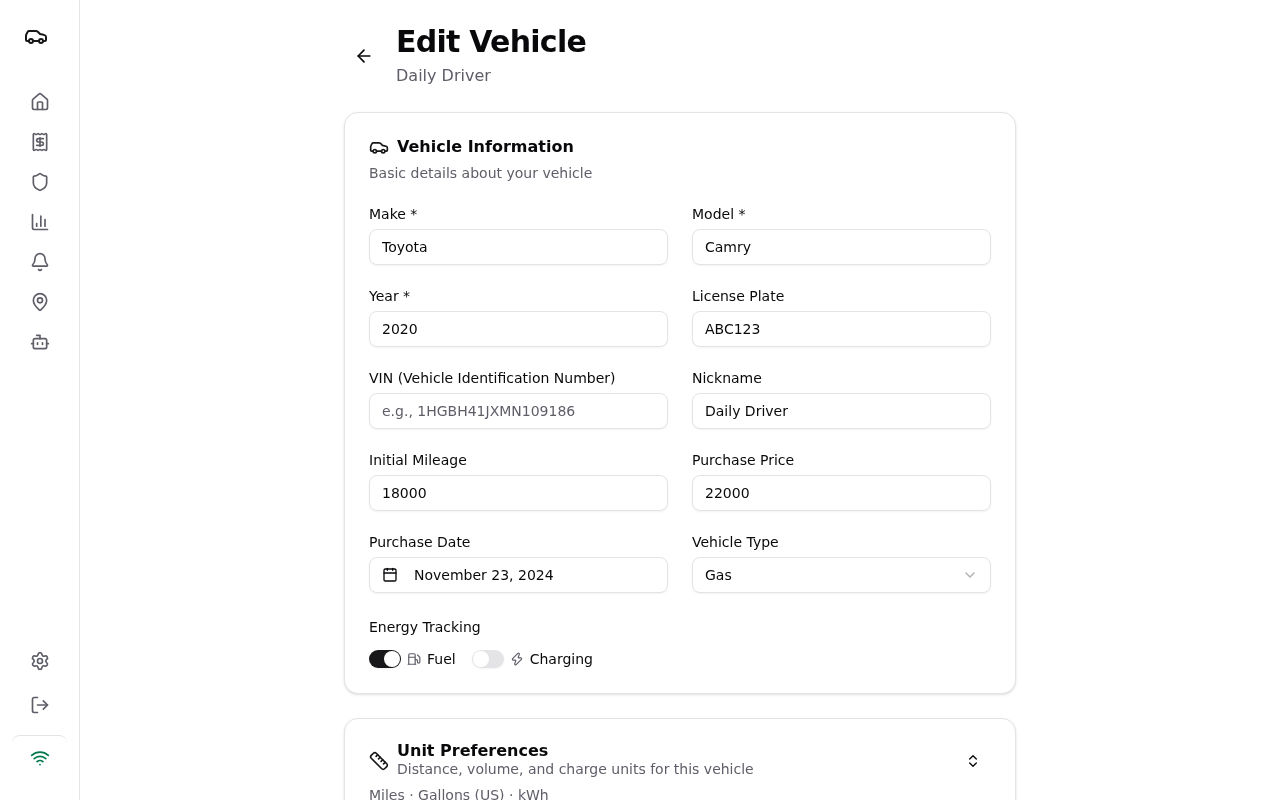 Edit Vehicle
Daily Driver
Vehicle Information
Basic details about your vehicle
Make *
Model *
Toyota
Camry
Year *
License Plate
2020
ABC123
VIN (Vehicle Identification Number)
Nickname
e.g., 1HGBH41JXMN109186
Daily Driver
Initial Mileage
Purchase Price
18000
22000
Purchase Date
Vehicle Type
November 23, 2024
Gas
Energy Tracking
Fuel
Charging
Unit Preferences
Distance, volume, and charge units for this vehicle
Miles · Gallons (US) · kWh